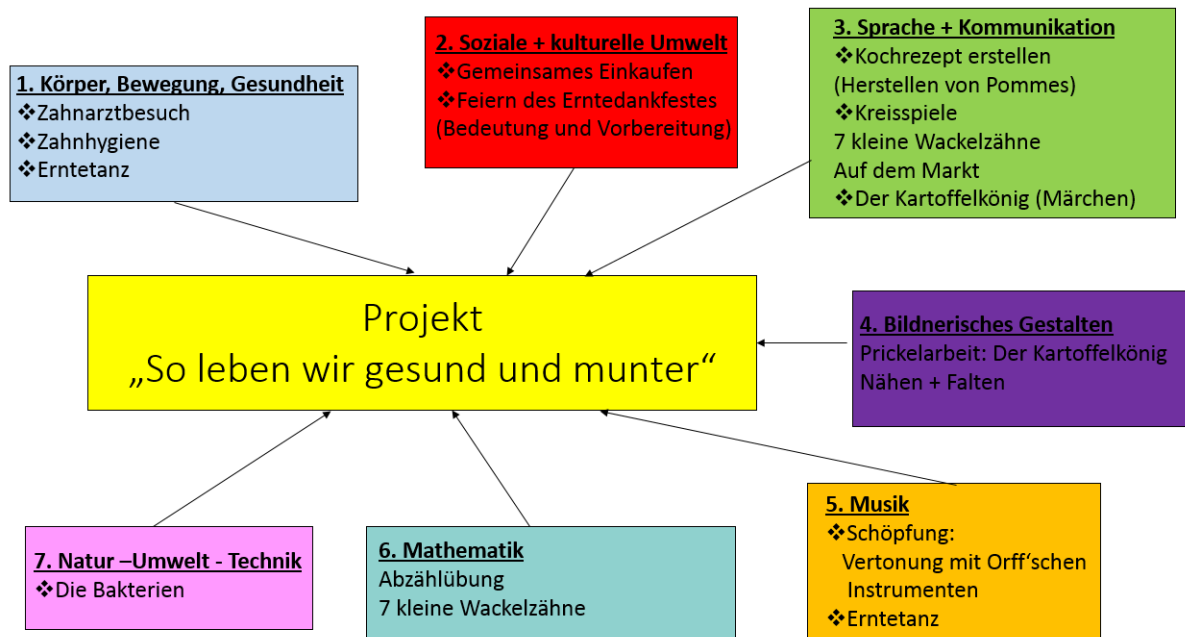 1. Körper, Bewegung, Gesundheit
❖Zahnarztbesuch
❖Zahnhygiene
❖Erntetanz
2. Soziale + kulturelle Umwelt
❖Gemeinsames Einkaufen
❖Feiern des Erntedankfestes
(Bedeutung und Vorbereitung)
3. Sprache + Kommunikation
❖Kochrezept erstellen
(Herstellen von Pommes)
❖Kreisspiele
7 kleine Wackelzähne
Auf dem Markt
❖Der Kartoffelkönig (Märchen)
Projekt
„So leben wir gesund und munter“
4. Bildnerisches Gestalten
Prickelarbeit: Der Kartoffelkönig
Nähen + Falten
5. Musik
❖Schöpfung:
Vertonung mit Orff‘schen
Instrumenten
❖Erntetanz
6. Mathematik
Abzählübung
7 kleine Wackelzähne
7. Natur –Umwelt - Technik
❖Die Bakterien